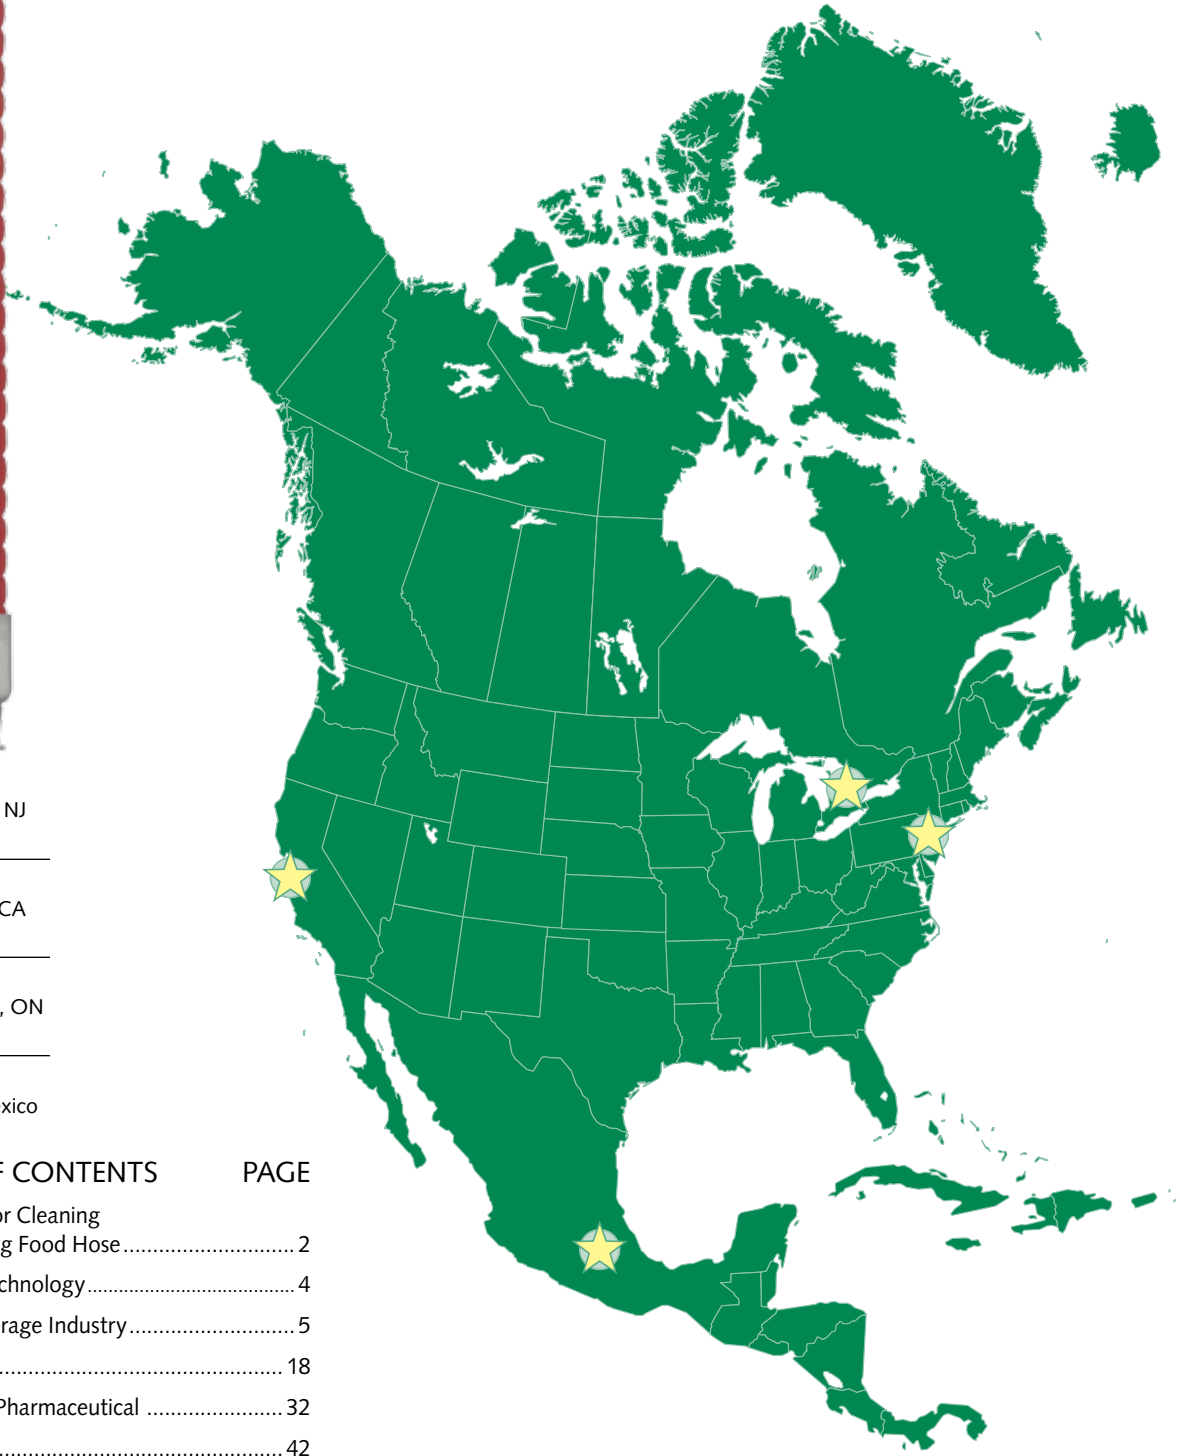 NJ
CA
, ON
xico
CONTENTS PAGE
or Cleaning
g Food Hose 2
chnology 4
rage Industry 5
18
Pharmaceutical 32
42